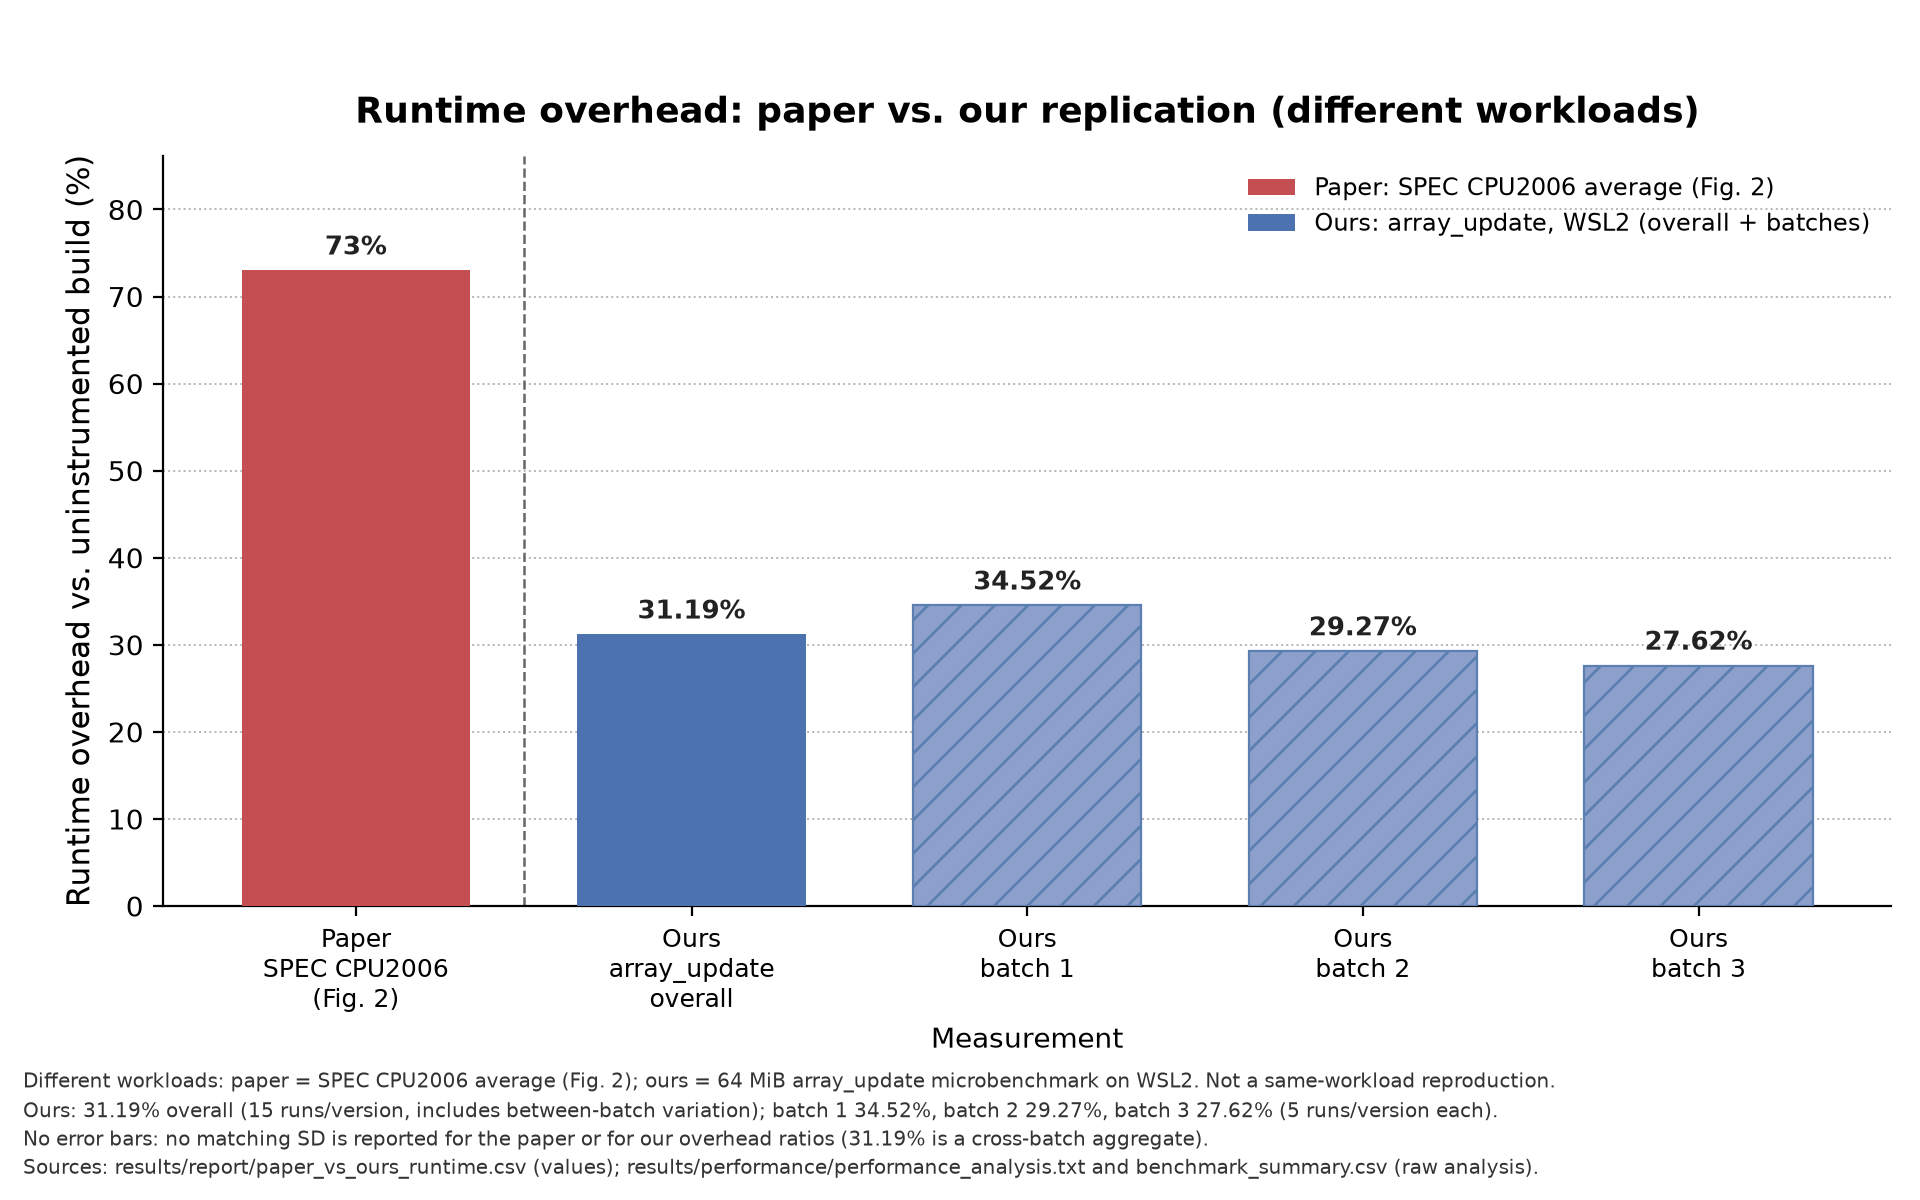 Runtime overhead: paper vs. our replication (different workloads)
Runtime overhead vs. uninstrumented build (%)
80
70
60
50
40
30
20
10
0
Paper: SPEC CPU2006 average (Fig. 2)
Ours: array_update, WSL2 (overall + batches)
73%
31.19%
34.52%
29.27%
27.62%
Paper
SPEC CPU2006
(Fig. 2)
Ours
array_update
overall
Ours
batch 1
Ours
batch 2
Ours
batch 3
Measurement
Different workloads: paper = SPEC CPU2006 average (Fig. 2); ours = 64 MiB array_update microbenchmark on WSL2. Not a same-workload reproduction.
Ours: 31.19% overall (15 runs/version, includes between-batch variation); batch 1 34.52%, batch 2 29.27%, batch 3 27.62% (5 runs/version each).
No error bars: no matching SD is reported for the paper or for our overhead ratios (31.19% is a cross-batch aggregate).
Sources: results/report/paper_vs_ours_runtime.csv (values); results/performance/performance_analysis.txt and benchmark_summary.csv (raw analysis).